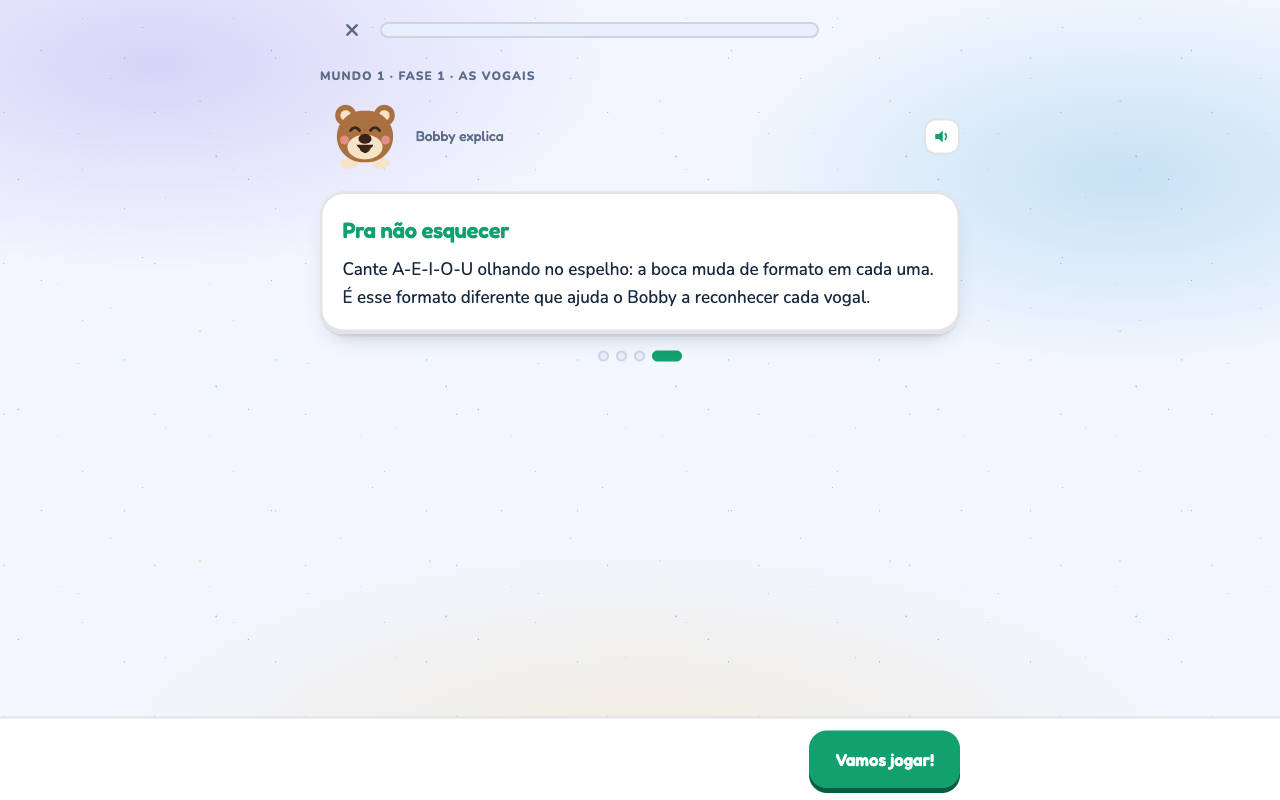 MUNDO 1 · FASE 1 · AS VOGAIS
Bobby explica
Pra não esquecer
Cante A-E-I-O-U olhando no espelho: a boca muda de formato em cada uma.
É esse formato diferente que ajuda o Bobby a reconhecer cada vogal.
Vamos jogar!